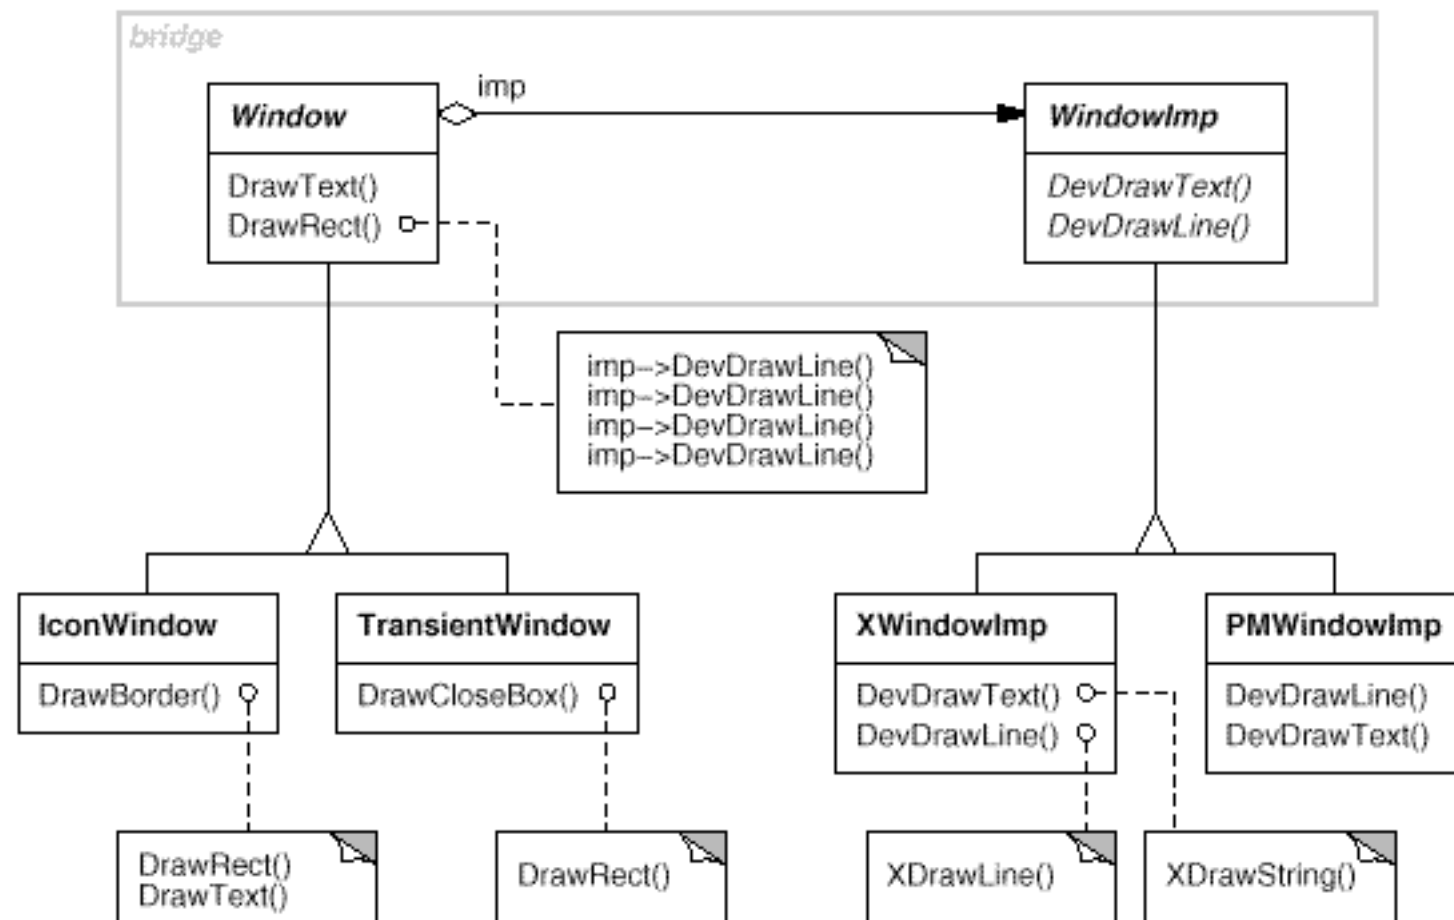 bridge
imp
Window
WindowImp
DrawText()
DrawRect()
DevDrawText()
DevDrawLine()
imp->DevDrawLine()
imp->DevDrawLine()
imp->DevDrawLine()
imp->DevDrawLine()
IconWindow
TransientWindow
XWindowImp
PMWindowImp
DrawBorder()
DrawCloseBox()
DevDrawText()
DevDrawLine()
DevDrawLine()
DevDrawText()
DrawRect()
DrawText()
DrawRect()
XDrawLine()
XDrawString()